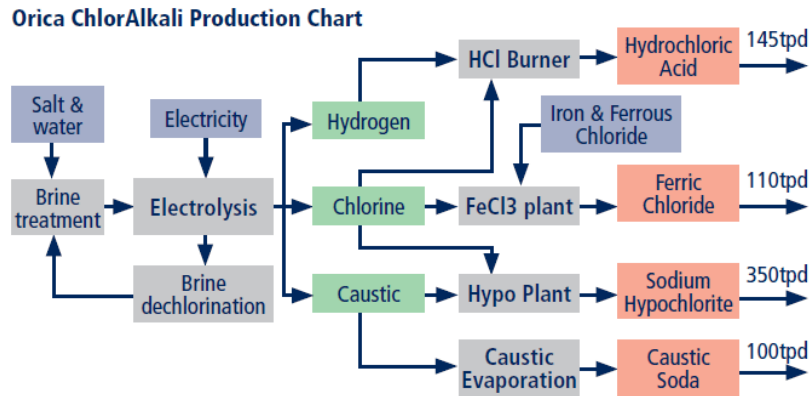 Orica ChlorAlkali Production Chart
Salt &
water
Electricity
Brine
treatment
Electrolysis
Brine
dechlorination
Hydrogen
Chlorine
Caustic
HCl Burner
Iron & Ferrous
Chloride
FeCl3 plant
Hypo Plant
Caustic
Evaporation
Hydrochloric
Acid
145tpd
Ferric
Chloride
110tpd
Sodium
Hypochlorite
350tpd
Caustic
Soda
100tpd